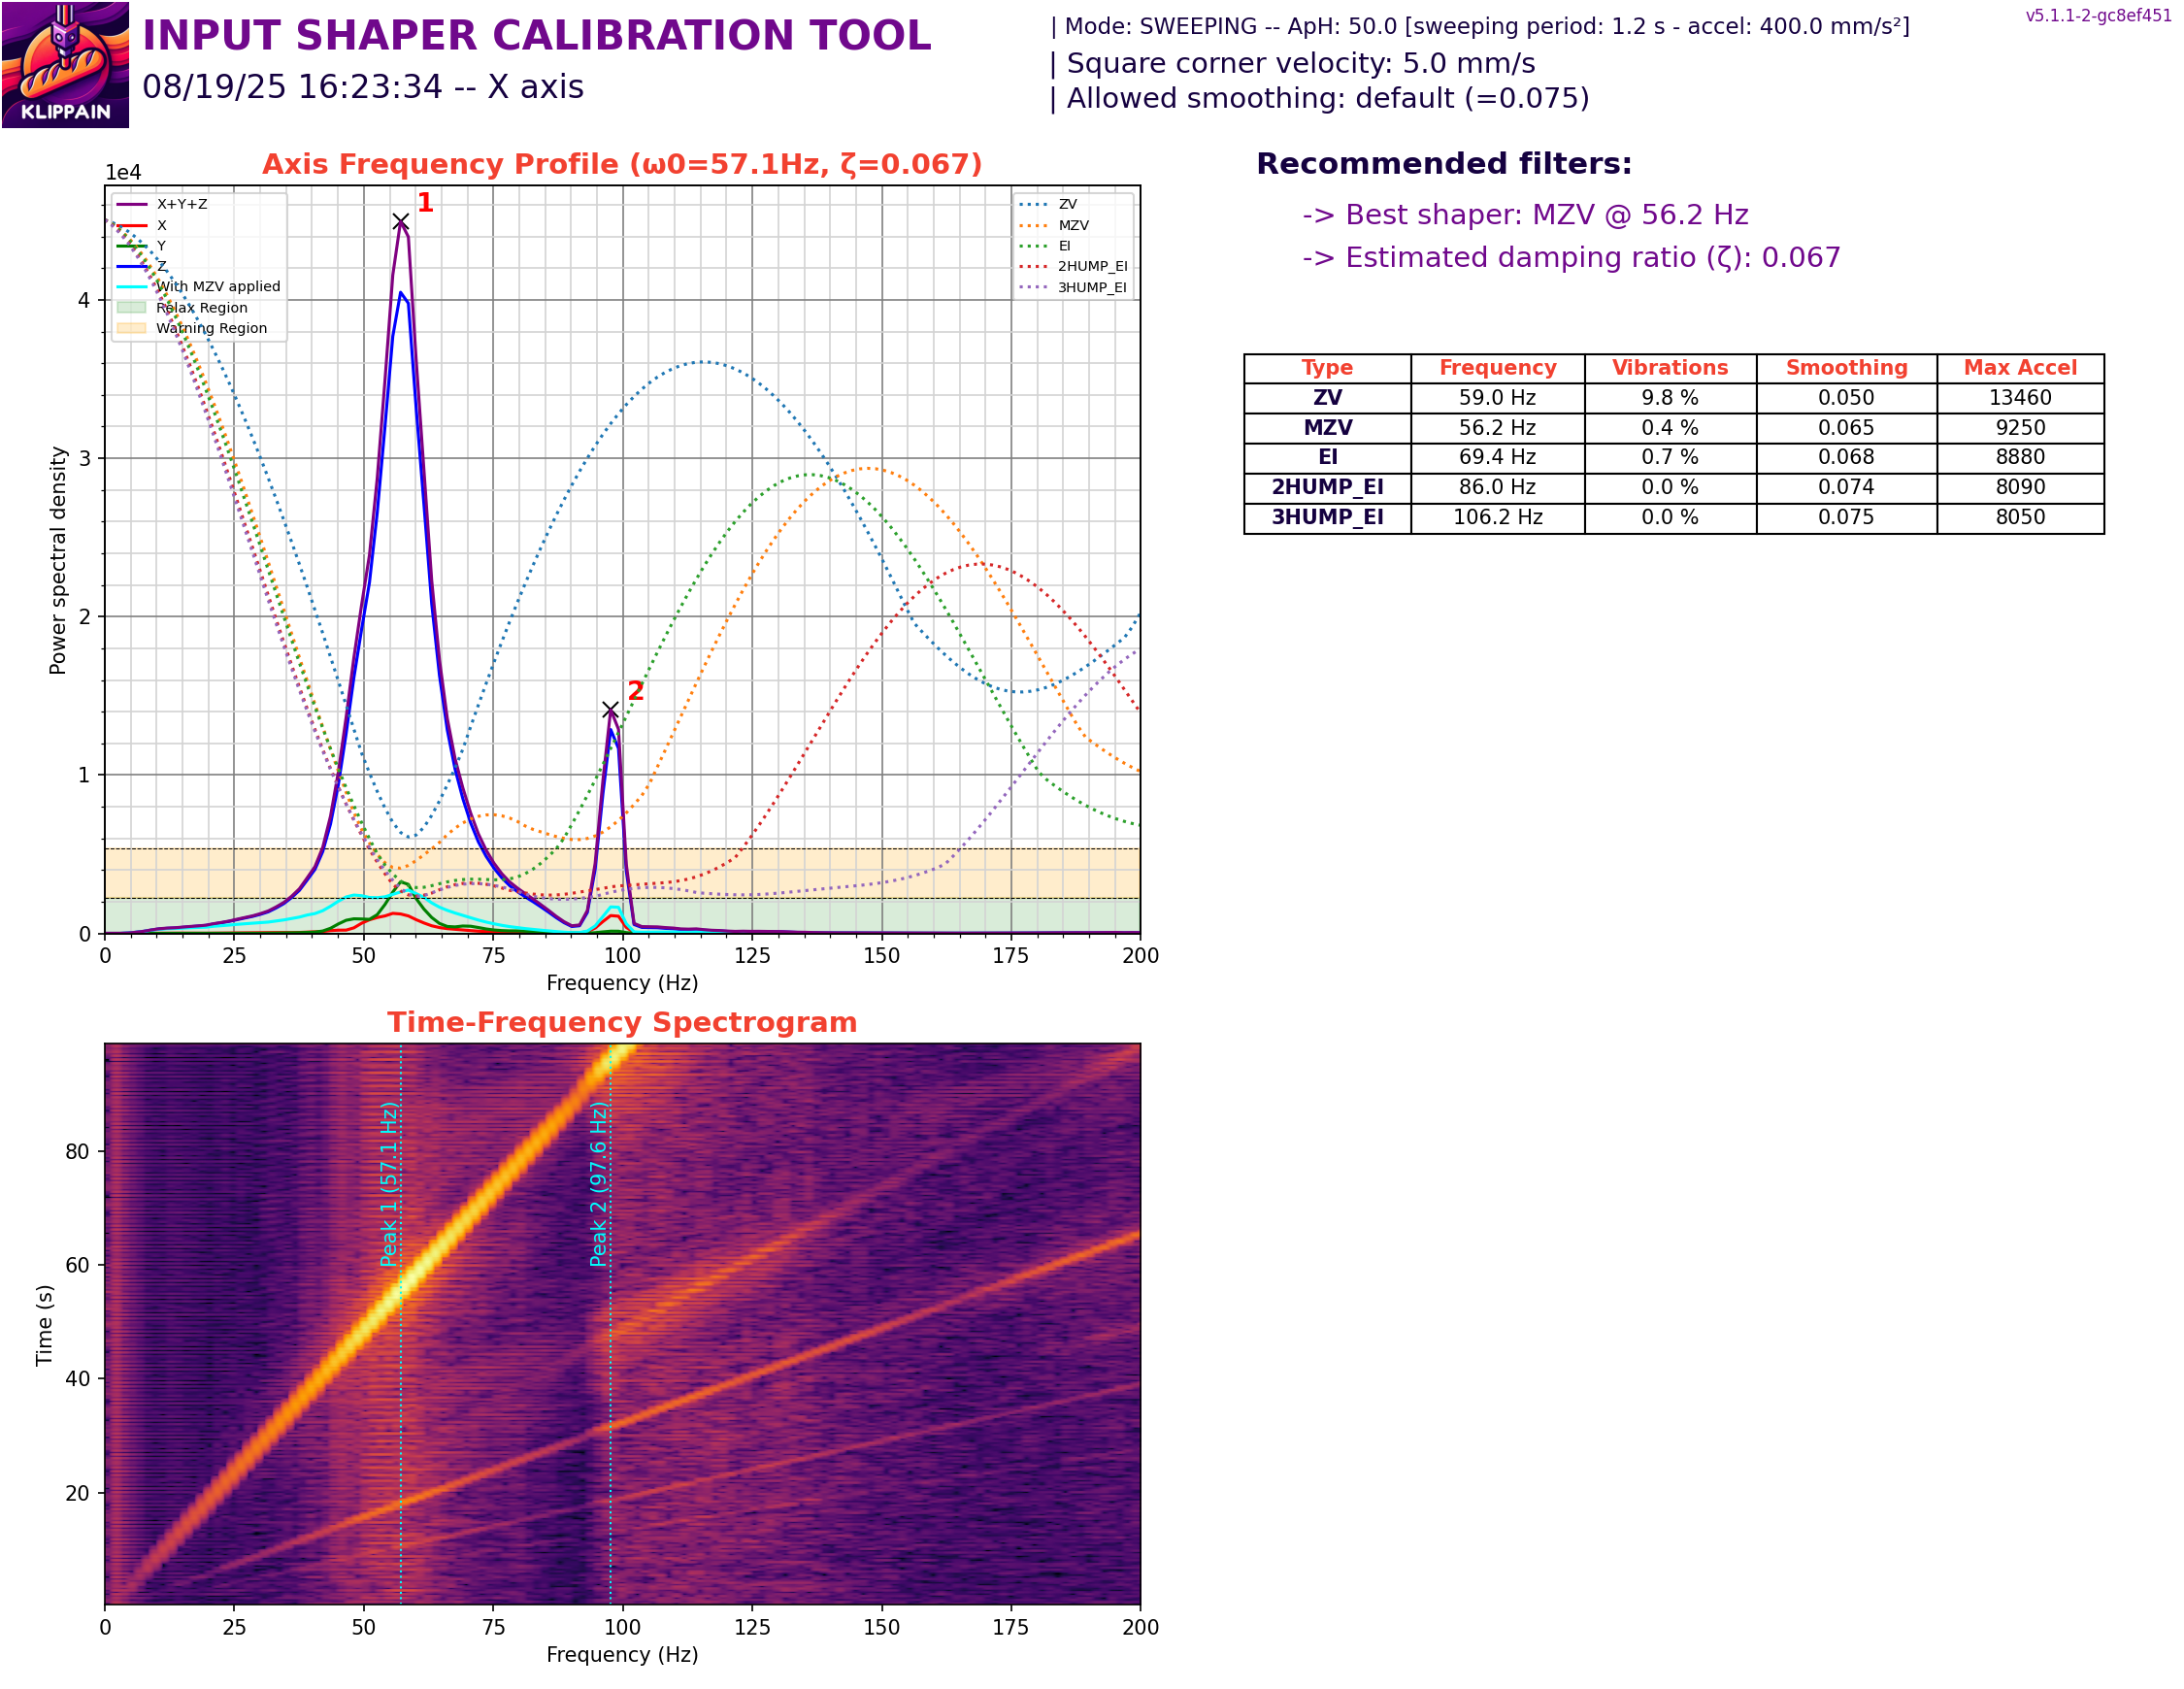 KLIPPAIN
INPUT SHAPER CALIBRATION TOOL
08/19/25 16:23:34 -- X axis
| Mode: SWEEPING -- ApH: 50.0 [sweeping period: 1.2 s - accel: 400.0 mm/s²]
| Square corner velocity: 5.0 mm/s
| Allowed smoothing: default (=0.075)
v5.1.1-2-gc8ef451
Axis Frequency Profile (ω0=57.1Hz, ζ=0.067)
1e4
X+Y+Z
X
Y
Z
With MZV applied
Relax Region
Warning Region
ZV
MZV
EI
2HUMP_EI
3HUMP_EI
1
2
Power spectral density
4
3
2
1
0
0 25 50 75 100 125 150 175 200
Frequency (Hz)
Recommended filters:
-> Best shaper: MZV @ 56.2 Hz
-> Estimated damping ratio (ζ): 0.067
Type Frequency Vibrations Smoothing Max Accel
ZV 59.0 Hz 9.8 % 0.050 13460
MZV 56.2 Hz 0.4 % 0.065 9250
EI 69.4 Hz 0.7 % 0.068 8880
2HUMP_EI 86.0 Hz 0.0 % 0.074 8090
3HUMP_EI 106.2 Hz 0.0 % 0.075 8050
Time-Frequency Spectrogram
Time (s)
80
60
40
20
Peak 1 (57.1 Hz)
Peak 2 (97.6 Hz)
0 25 50 75 100 125 150 175 200
Frequency (Hz)